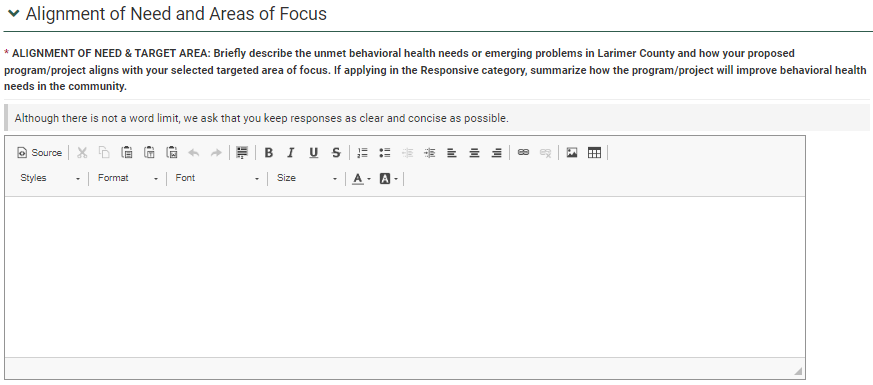 Alignment of Need and Areas of Focus
* ALIGNMENT OF NEED & TARGET AREA: Briefly describe the unmet behavioral health needs or emerging problems in Larimer County and how your proposed
program/project aligns with your selected targeted area of focus. If applying in the Responsive category, summarize how the program/project will improve behavioral health
needs in the community.
Although there is not a word limit, we ask that you keep responses as clear and concise as possible.
Source B I U S
Styles Format Font Size A A